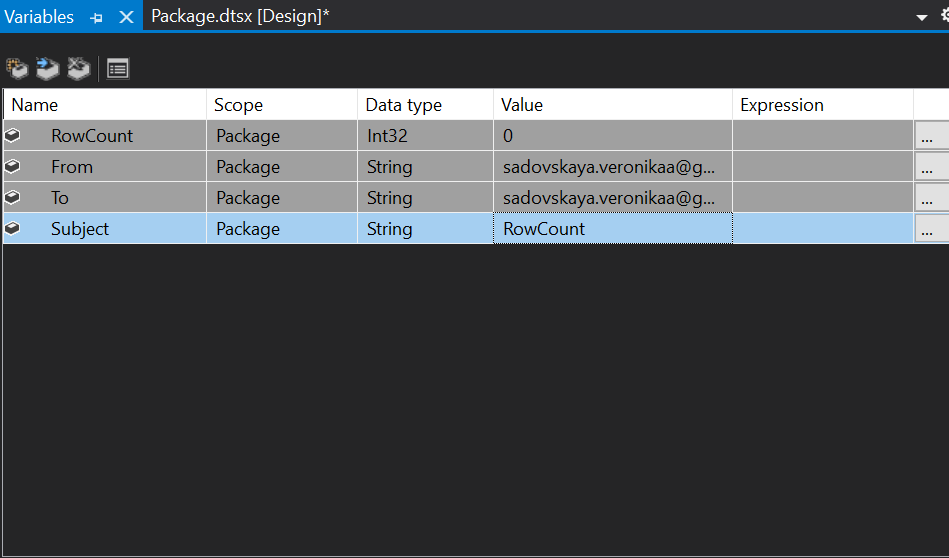 Variables Package.dtsx [Design]*
Name Scope Data type Value Expression
RowCount Package Int32 0 ...
From Package String sadovskaya.veronikaa@g... ...
To Package String sadovskaya.veronikaa@g... ...
Subject Package String RowCount ...